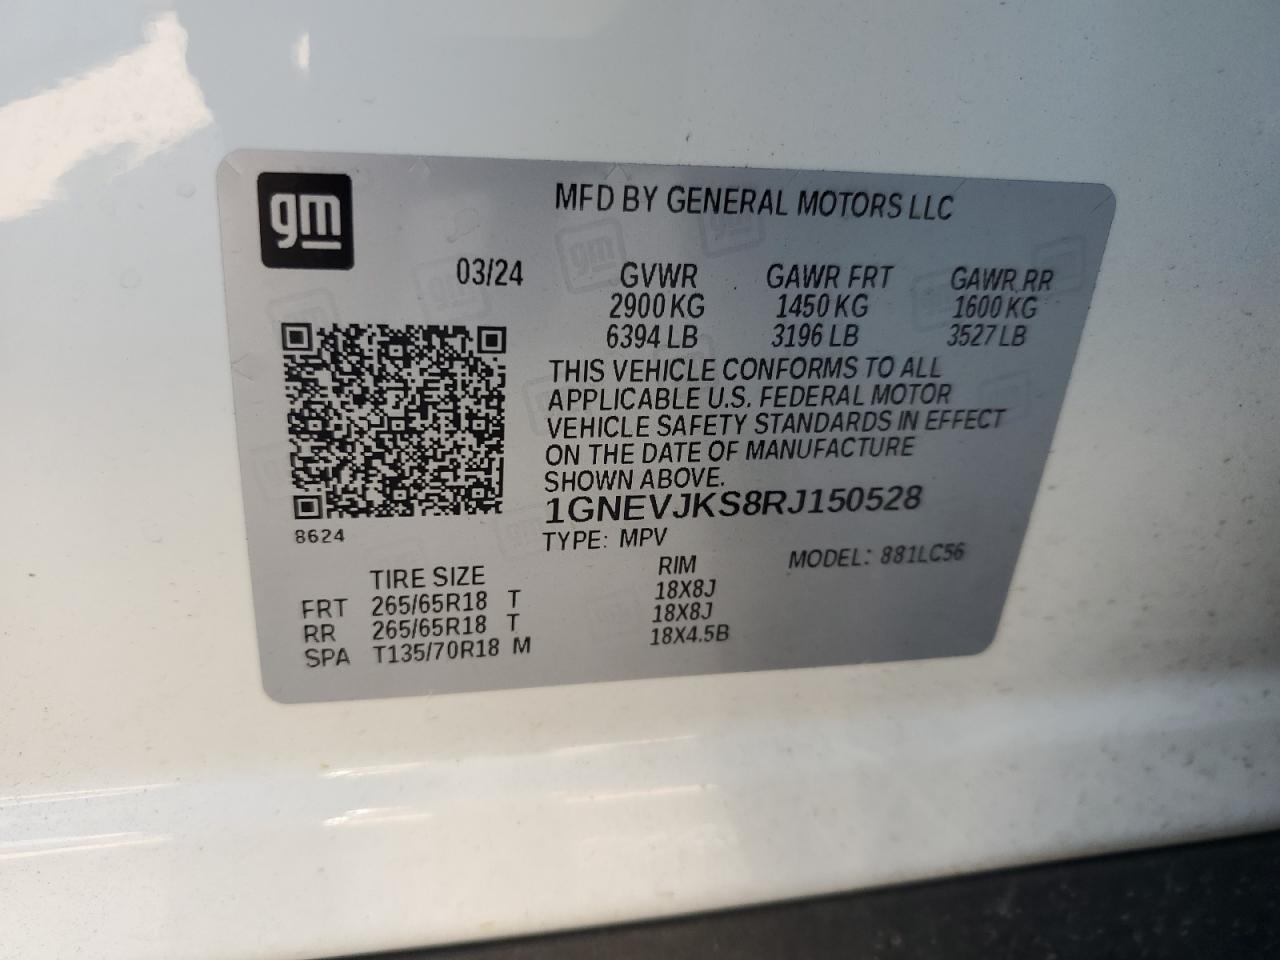 gm
MFD BY GENERAL MOTORS LLC
03/24 GVWR GAWR FRT GAWR RR
2900 KG 1450 KG 1600 KG
6394 LB 3196 LB 3527 LB
THIS VEHICLE CONFORMS TO ALL
APPLICABLE U.S. FEDERAL MOTOR
VEHICLE SAFETY STANDARDS IN EFFECT
ON THE DATE OF MANUFACTURE
SHOWN ABOVE.
1GNEVJKS8RJ150528
8624
TYPE: MPV MODEL: 881LC56
TIRE SIZE RIM
FRT 265/65R18 T 18X8J
RR 265/65R18 T 18X8J
SPA T135/70R18 M 18X4.5B